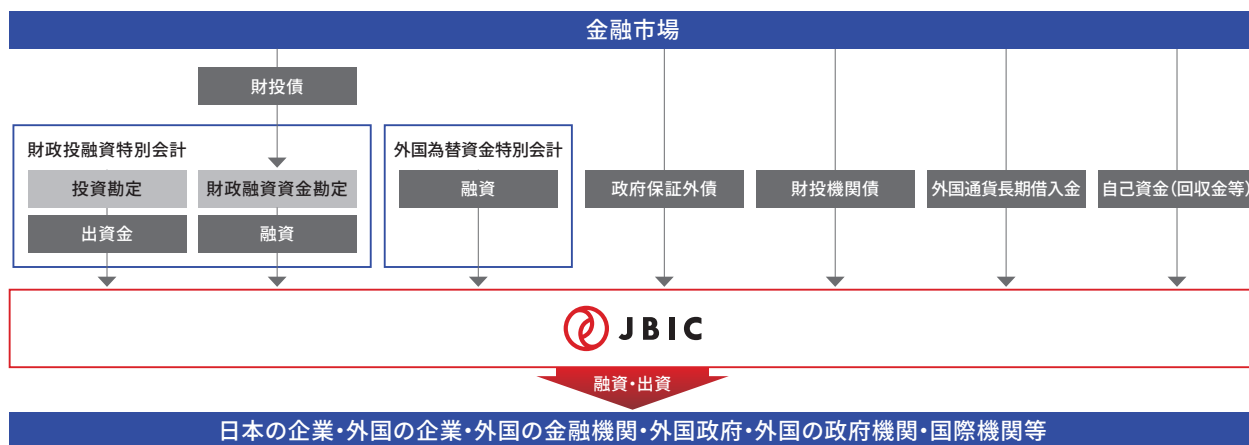 金融市場
財投債
財政投融資特別会計
外国為替資金特別会計
投資勘定
財政融資資金勘定
融資
政府保証外債
財投機関債
外国通貨長期借入金
自己資金(回収金等)
出資金
融資
JBIC
融資・出資
日本の企業・外国の企業・外国の金融機関・外国政府・外国の政府機関・国際機関等